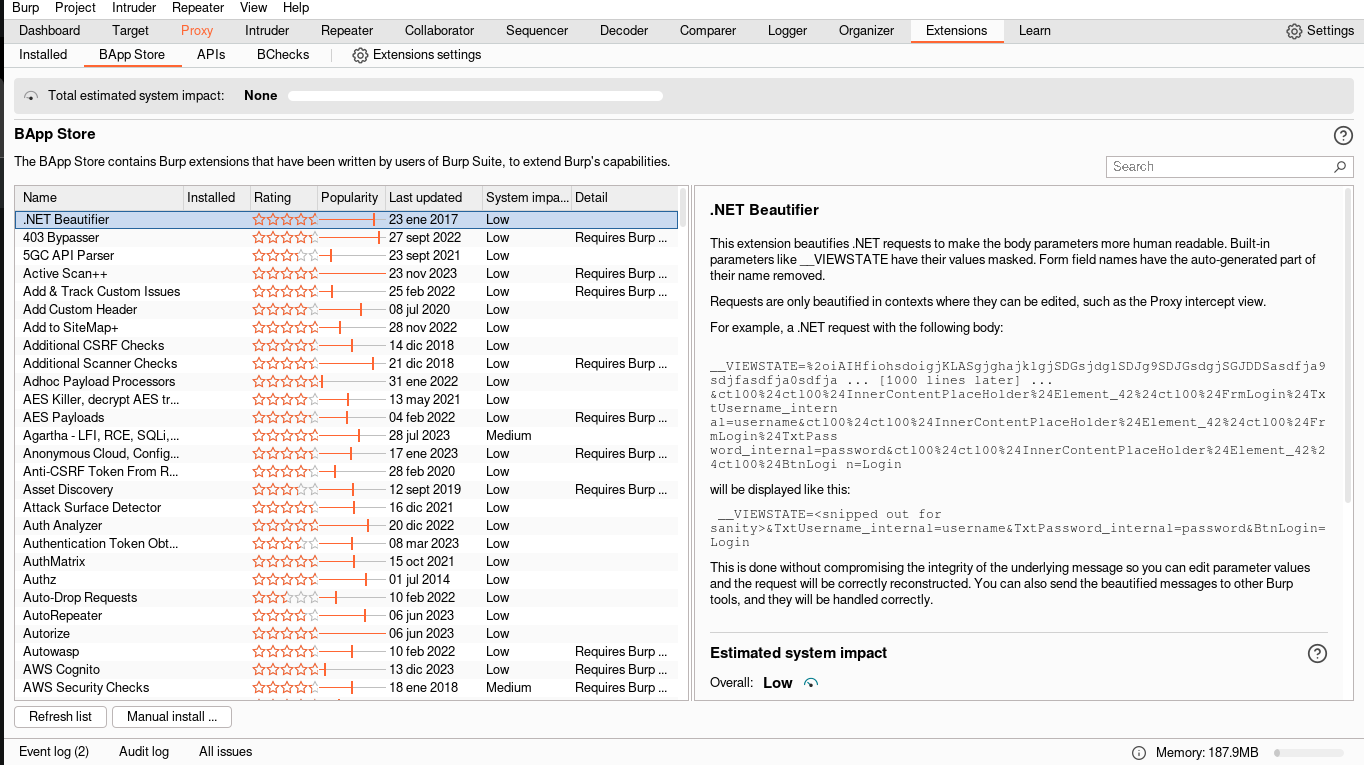 Burp Project Intruder Repeater View Help
Dashboard Target Proxy Intruder Repeater Collaborator Sequencer Decoder Comparer Logger Organizer Extensions Learn Settings
Installed BApp Store APIs BChecks Extensions settings
Total estimated system impact: None
BApp Store
The BApp Store contains Burp extensions that have been written by users of Burp Suite, to extend Burp's capabilities.
Search
Name Installed Rating Popularity Last updated System impa... Detail
.NET Beautifier 23 ene 2017 Low
403 Bypasser 27 sept 2022 Low Requires Burp ...
5GC API Parser 23 sept 2021 Low
Active Scan++ 23 nov 2023 Low Requires Burp ...
Add & Track Custom Issues 25 feb 2022 Low Requires Burp ...
Add Custom Header 08 jul 2020 Low
Add to SiteMap+ 28 nov 2022 Low
Additional CSRF Checks 14 dic 2018 Low
Additional Scanner Checks 21 dic 2018 Low Requires Burp ...
Adhoc Payload Processors 31 ene 2022 Low
AES Killer, decrypt AES tr... 13 may 2021 Low
AES Payloads 04 feb 2022 Low Requires Burp ...
Agartha - LFI, RCE, SQLi,... 28 jul 2023 Medium
Anonymous Cloud, Config... 17 ene 2023 Low Requires Burp ...
Anti-CSRF Token From R... 28 feb 2020 Low
Asset Discovery 12 sept 2019 Low Requires Burp ...
Attack Surface Detector 16 dic 2021 Low
Auth Analyzer 20 dic 2022 Low
Authentication Token Obt... 08 mar 2023 Low
AuthMatrix 15 oct 2021 Low
Authz 01 jul 2014 Low
Auto-Drop Requests 10 feb 2022 Low
AutoRepeater 06 jun 2023 Low
Autorize 06 jun 2023 Low
Autowasp 10 feb 2022 Low Requires Burp ...
AWS Cognito 13 dic 2023 Low Requires Burp ...
AWS Security Checks 18 ene 2018 Medium Requires Burp ...
.NET Beautifier
This extension beautifies .NET requests to make the body parameters more human readable. Built-in
parameters like __VIEWSTATE have their values masked. Form field names have the auto-generated part of
their name removed.
Requests are only beautified in contexts where they can be edited, such as the Proxy intercept view.
For example, a .NET request with the following body:
__VIEWSTATE=%2oiAIHfiohsdoigjKLASgjghajklgjSDGsjdglSDJg9SDJGsdgjSGJDDSasdfja9
sdjfasdfja0sdfja ... [1000 lines later] ...
&ctl00%24ctl00%24InnerContentPlaceHolder%24Element_42%24ctl00%24FrmLogin%24Tx
tUsername_intern
al=username&ctl00%24ctl00%24InnerContentPlaceHolder%24Element_42%24ctl00%24Fr
mLogin%24TxtPass
word_internal=password&ctl00%24ctl00%24InnerContentPlaceHolder%24Element_42%2
4ctl00%24BtnLogi n=Login
will be displayed like this:
__VIEWSTATE=<snipped out for
sanity>&TxtUsername_internal=username&TxtPassword_internal=password&BtnLogin=
Login
This is done without compromising the integrity of the underlying message so you can edit parameter values
and the request will be correctly reconstructed. You can also send the beautified messages to other Burp
tools, and they will be handled correctly.
Estimated system impact
Overall: Low
Refresh list Manual install ...
Event log (2) Audit log All issues Memory: 187.9MB